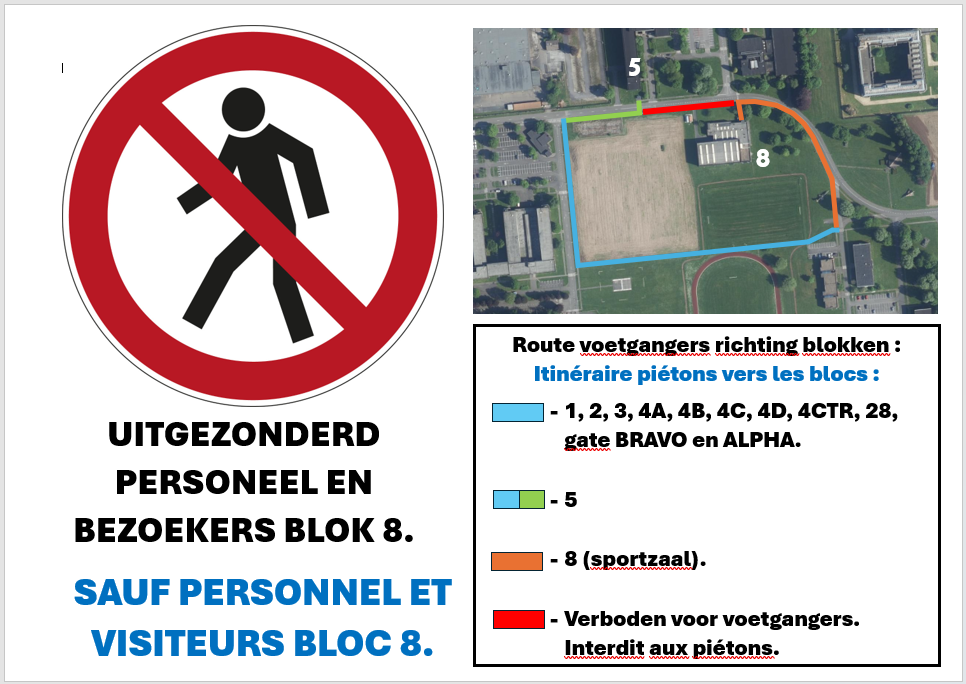 UITGEZONDERD
PERSONEEL EN
BEZOEKERS BLOK 8.
SAUF PERSONNEL ET
VISITEURS BLOC 8.
5
8
Route voetgangers richting blokken :
Itinéraire piétons vers les blocs :
- 1, 2, 3, 4A, 4B, 4C, 4D, 4CTR, 28,
gate BRAVO en ALPHA.
- 5
- 8 (sportzaal).
- Verboden voor voetgangers.
Interdit aux piétons.